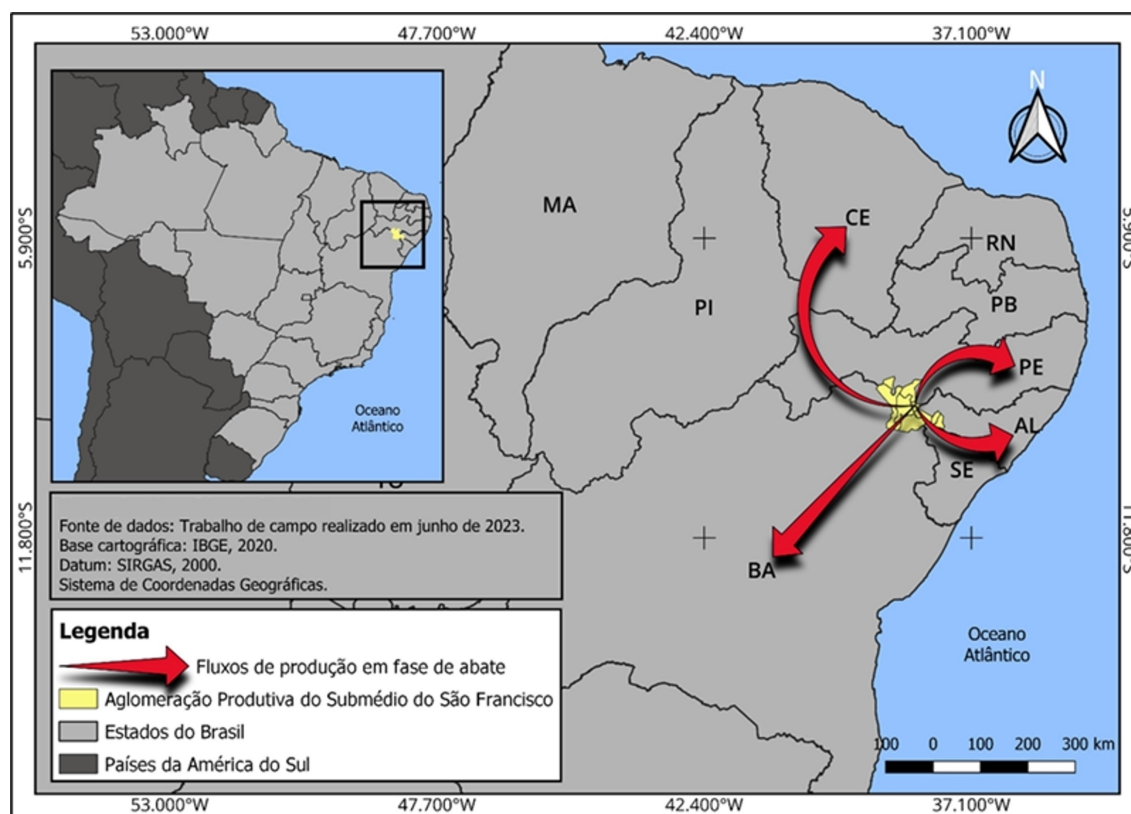 53.000°W 47.700°W 42.400°W 37.100°W
N
5.900°S
5.900°S
11.800°S
11.800°S
MA
CE
RN
PI
PB
PE
AL
SE
BA
Oceano
Atlântico
Oceano
Atlântico
Fonte de dados: Trabalho de campo realizado em junho de 2023.
Base cartográfica: IBGE, 2020.
Datum: SIRGAS, 2000.
Sistema de Coordenadas Geográficas.
Legenda
Fluxos de produção em fase de abate
Aglomeração Produtiva do Submédio do São Francisco
Estados do Brasil
Países da América do Sul
100 0 100 200 300 km
53.000°W 47.700°W 42.400°W 37.100°W